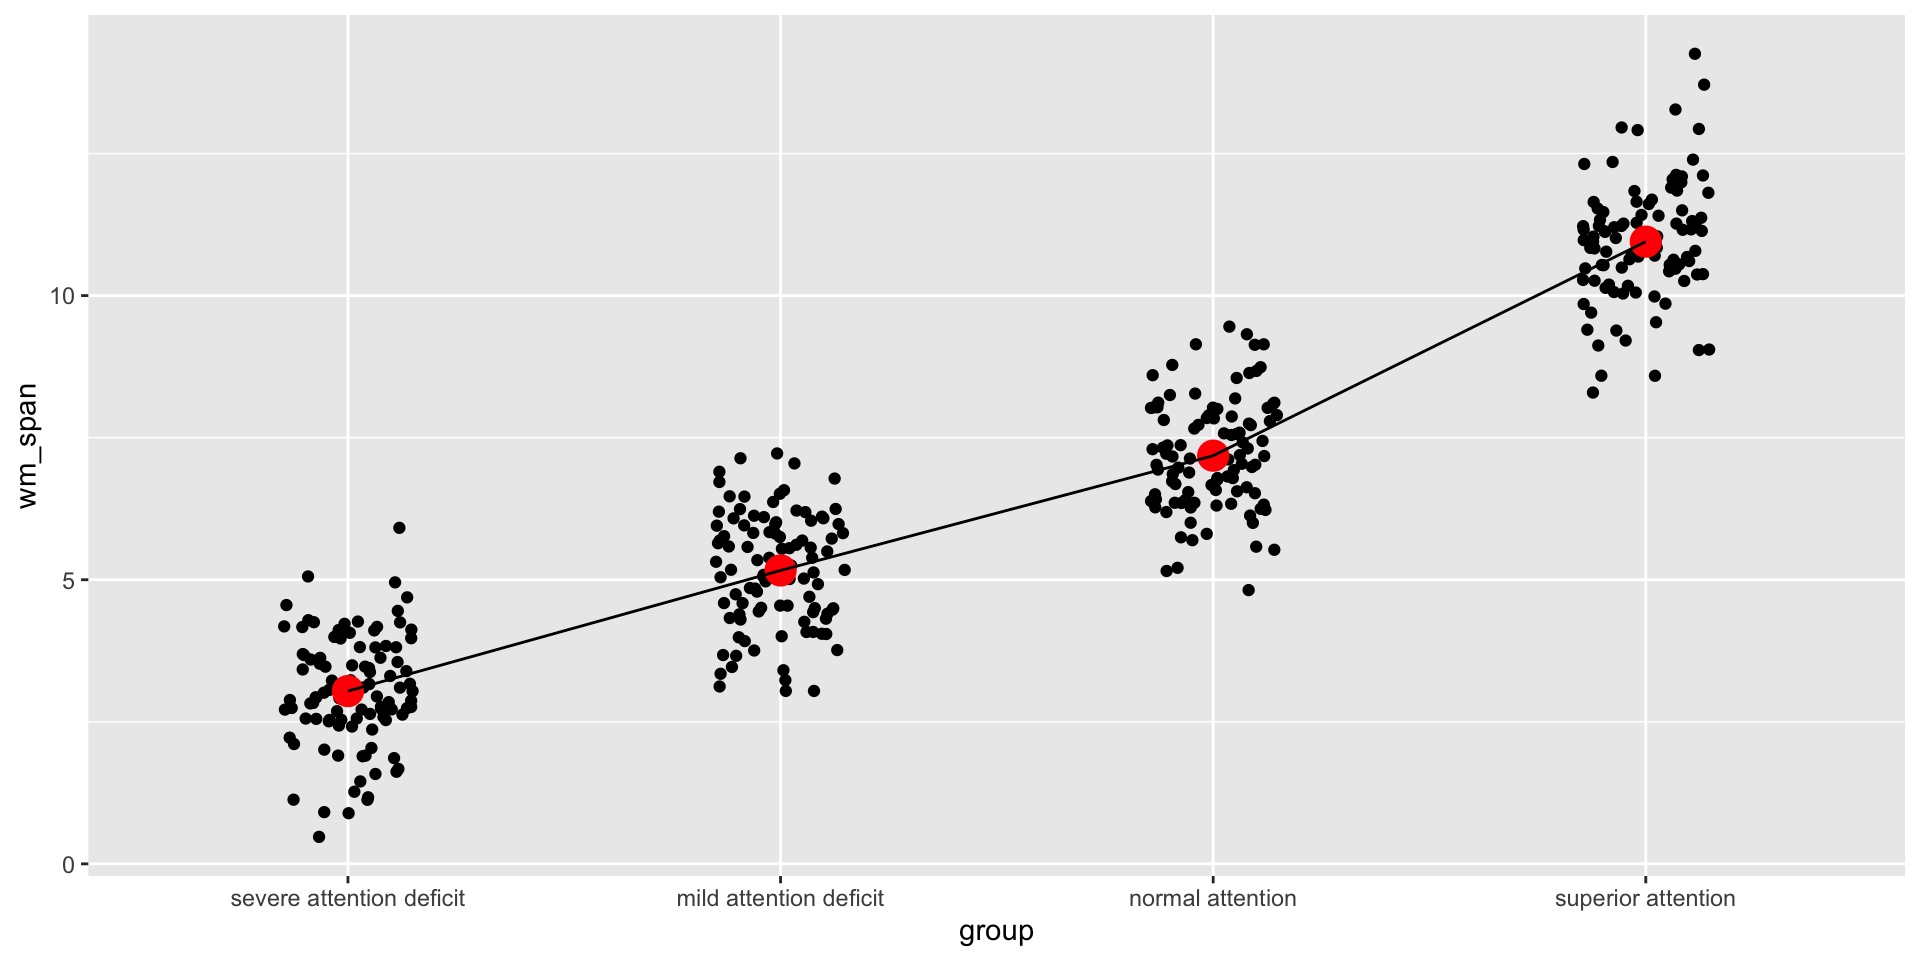 wm_span
10
5
0
severe attention deficit
mild attention deficit
normal attention
superior attention
group